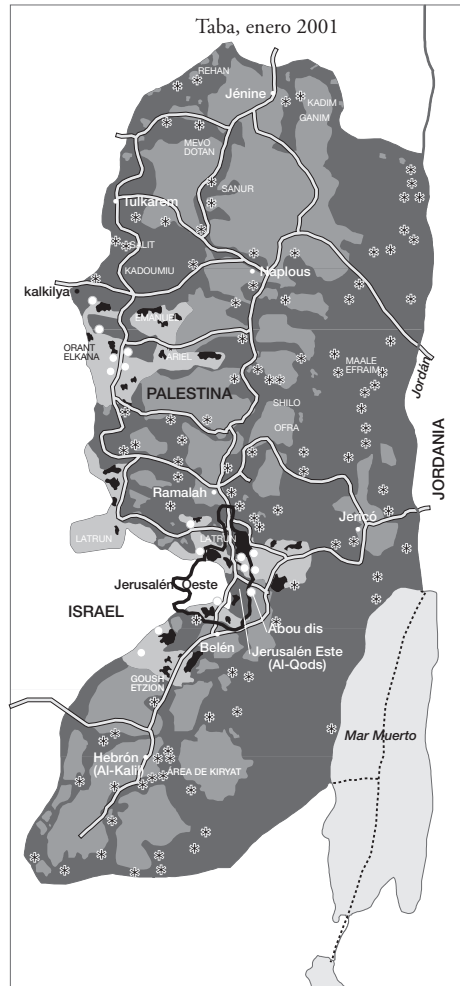 Taba, enero 2001
REHAN
Jénine
KADIM
GANIM
MEVO
DOTAN
SANUR
Tulkarem
SALIT
KADOUMIU
Naplous
kalkilya
EMANUEL
ORANT
ELKANA
ARIEL
MAALE
EFRAIM
PALESTINA
SHILO
OFRA
Jordán
JORDANIA
Ramalah
Jericó
LATRUN
LATRUN
Jerusalén Oeste
ISRAEL
Abou dis
Jerusalén Este
(Al-Qods)
Belén
GOUSH
ETZION
Mar Muerto
Hebrón
(Al-Kalil)
ÁREA DE KIRYAT